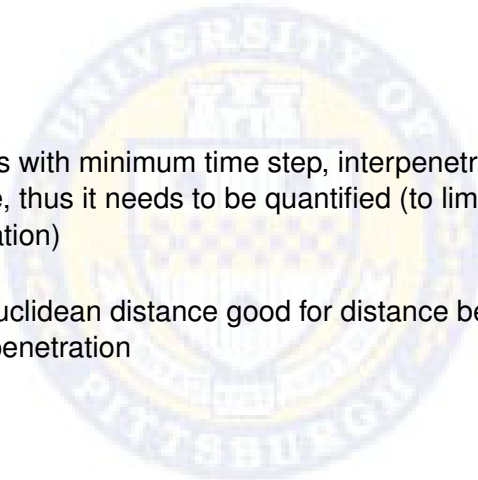 UNIVERSITY OF
s with minimum time step, interpenetr
e, thus it needs to be quantified (to lim
ation)
uclidean distance good for distance be
penetration
PITTSBURGH